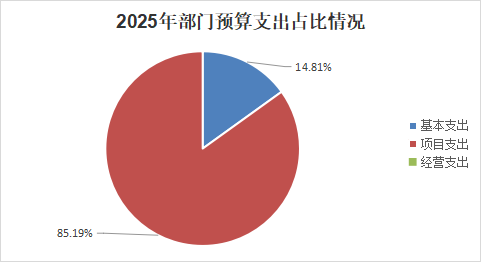 2025年部门预算支出占比情况
14.81%
85.19%
基本支出
项目支出
经营支出